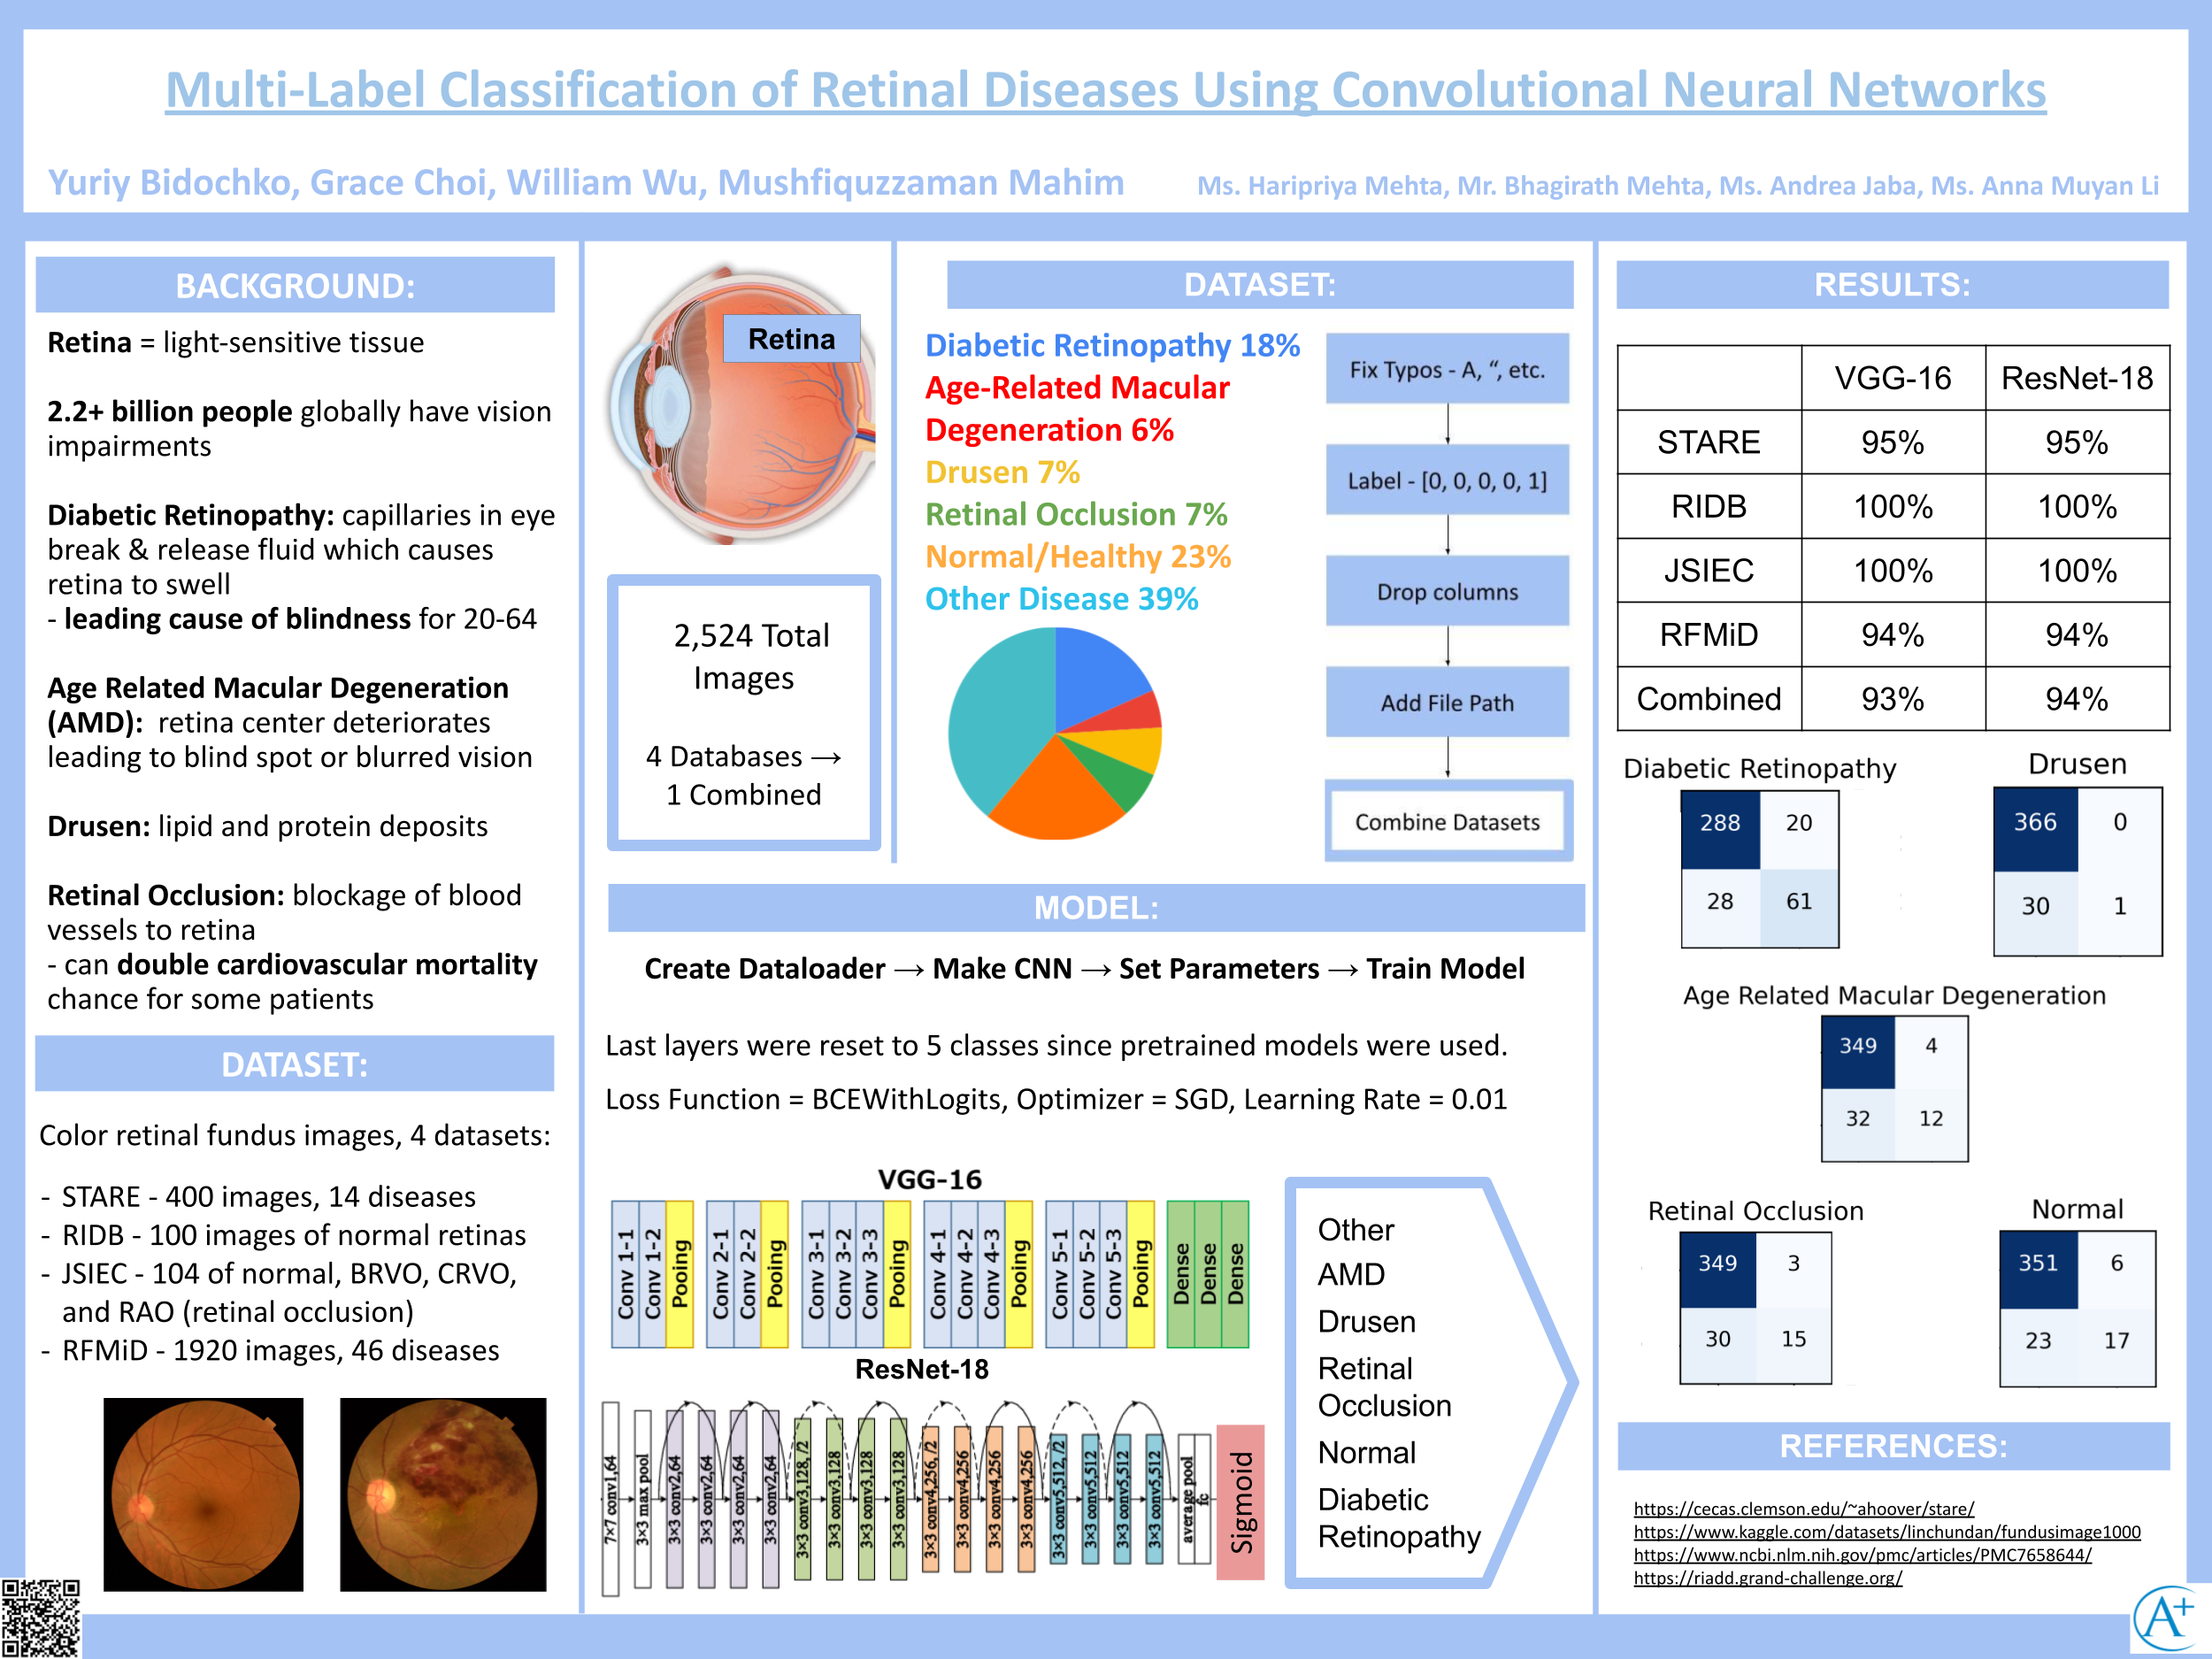 Multi-Label Classification of Retinal Diseases Using Convolutional Neural Networks
Yuriy Bidochko, Grace Choi, William Wu, Mushfiquzzaman Mahim
Ms. Haripriya Mehta, Mr. Bhagirath Mehta, Ms. Andrea Jaba, Ms. Anna Muyan Li
BACKGROUND:
Retina = light-sensitive tissue
2.2+ billion people globally have vision
impairments
Diabetic Retinopathy: capillaries in eye
break & release fluid which causes
retina to swell
- leading cause of blindness for 20-64
Age Related Macular Degeneration
(AMD): retina center deteriorates
leading to blind spot or blurred vision
Drusen: lipid and protein deposits
Retinal Occlusion: blockage of blood
vessels to retina
- can double cardiovascular mortality
chance for some patients
DATASET:
Color retinal fundus images, 4 datasets:
- STARE - 400 images, 14 diseases
- RIDB - 100 images of normal retinas
- JSIEC - 104 of normal, BRVO, CRVO,
and RAO (retinal occlusion)
- RFMiD - 1920 images, 46 diseases
Retina
2,524 Total
Images
4 Databases →
1 Combined
DATASET:
Diabetic Retinopathy 18%
Age-Related Macular
Degeneration 6%
Drusen 7%
Retinal Occlusion 7%
Normal/Healthy 23%
Other Disease 39%
Fix Typos - A, “, etc.
Label - [0, 0, 0, 0, 1]
Drop columns
Add File Path
Combine Datasets
MODEL:
Create Dataloader → Make CNN → Set Parameters → Train Model
Last layers were reset to 5 classes since pretrained models were used.
Loss Function = BCEWithLogits, Optimizer = SGD, Learning Rate = 0.01
VGG-16
Conv 1-1
Conv 1-2
Pooing
Conv 2-1
Conv 2-2
Pooing
Conv 3-1
Conv 3-2
Conv 3-3
Pooing
Conv 4-1
Conv 4-2
Conv 4-3
Pooing
Conv 5-1
Conv 5-2
Conv 5-3
Pooing
Dense
Dense
Dense
ResNet-18
7×7 conv1,64
3×3 max pool
3×3 conv2,64
3×3 conv2,64
3×3 conv2,64
3×3 conv2,64
3×3 conv3,128, /2
3×3 conv3,128
3×3 conv3,128
3×3 conv3,128
3×3 conv4,256, /2
3×3 conv4,256
3×3 conv4,256
3×3 conv4,256
3×3 conv5,512, /2
3×3 conv5,512
3×3 conv5,512
3×3 conv5,512
average pool
fc
Sigmoid
Other
AMD
Drusen
Retinal
Occlusion
Normal
Diabetic
Retinopathy
RESULTS:
VGG-16 ResNet-18
STARE 95% 95%
RIDB 100% 100%
JSIEC 100% 100%
RFMiD 94% 94%
Combined 93% 94%
Diabetic Retinopathy
288 20
28 61
Drusen
366 0
30 1
Age Related Macular Degeneration
349 4
32 12
Retinal Occlusion
349 3
30 15
Normal
351 6
23 17
REFERENCES:
https://cecas.clemson.edu/~ahoover/stare/
https://www.kaggle.com/datasets/linchundan/fundusimage1000
https://www.ncbi.nlm.nih.gov/pmc/articles/PMC7658644/
https://riadd.grand-challenge.org/
A+